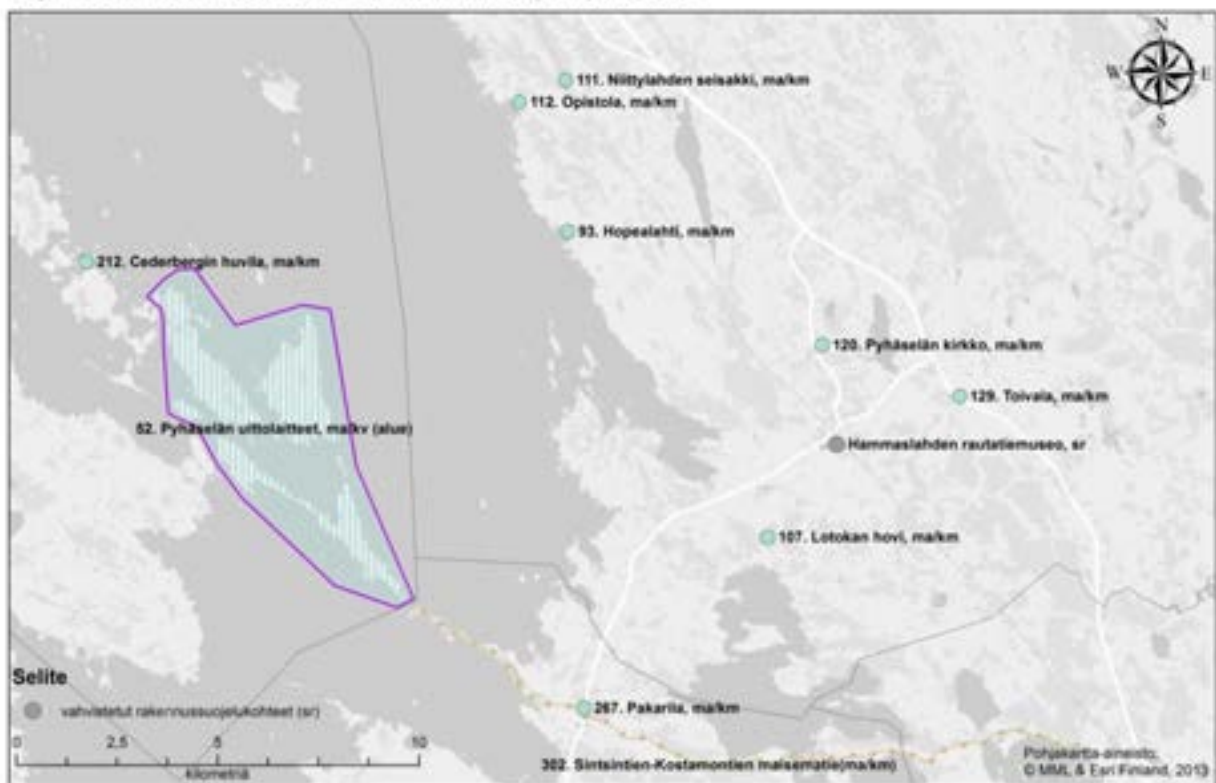 N
W E
S
111. Niittylahden seisakki, ma/km
112. Opistola, ma/km
93. Hopealahti, ma/km
212. Cederbergin huvila, ma/km
120. Pyhäselän kirkko, ma/km
129. Toivala, ma/km
52. Pyhäselän uittolaitteet, ma/kv (alue)
Hammaslahden rautatiemuseo, sr
107. Lotokan hovi, ma/km
Selite
vahvistetut rakennussuojelukohteet (sr)
267. Pakarila, ma/km
0 2,5 5 10
kilometriä
302. Sintsintien-Kostamontien maisematie(ma/km)
Pohjakartta-aineisto;
© MML & Esri Finland, 2013